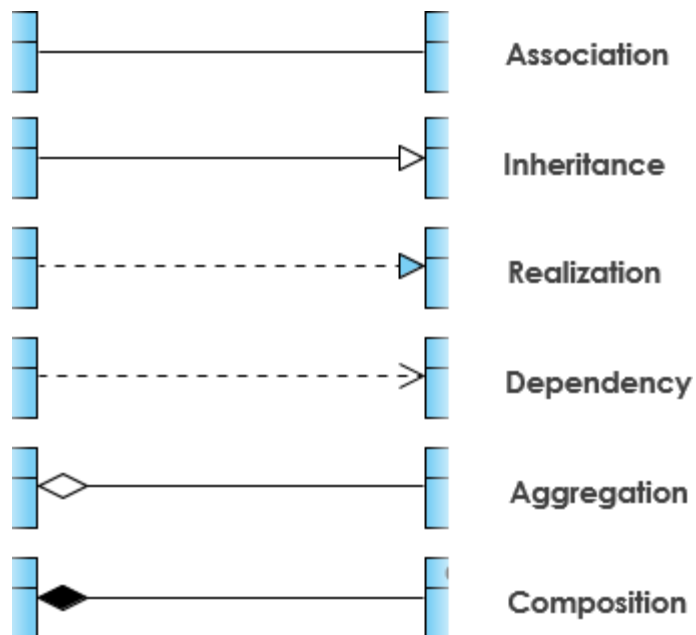 Association
Inheritance
Realization
Dependency
Aggregation
Composition